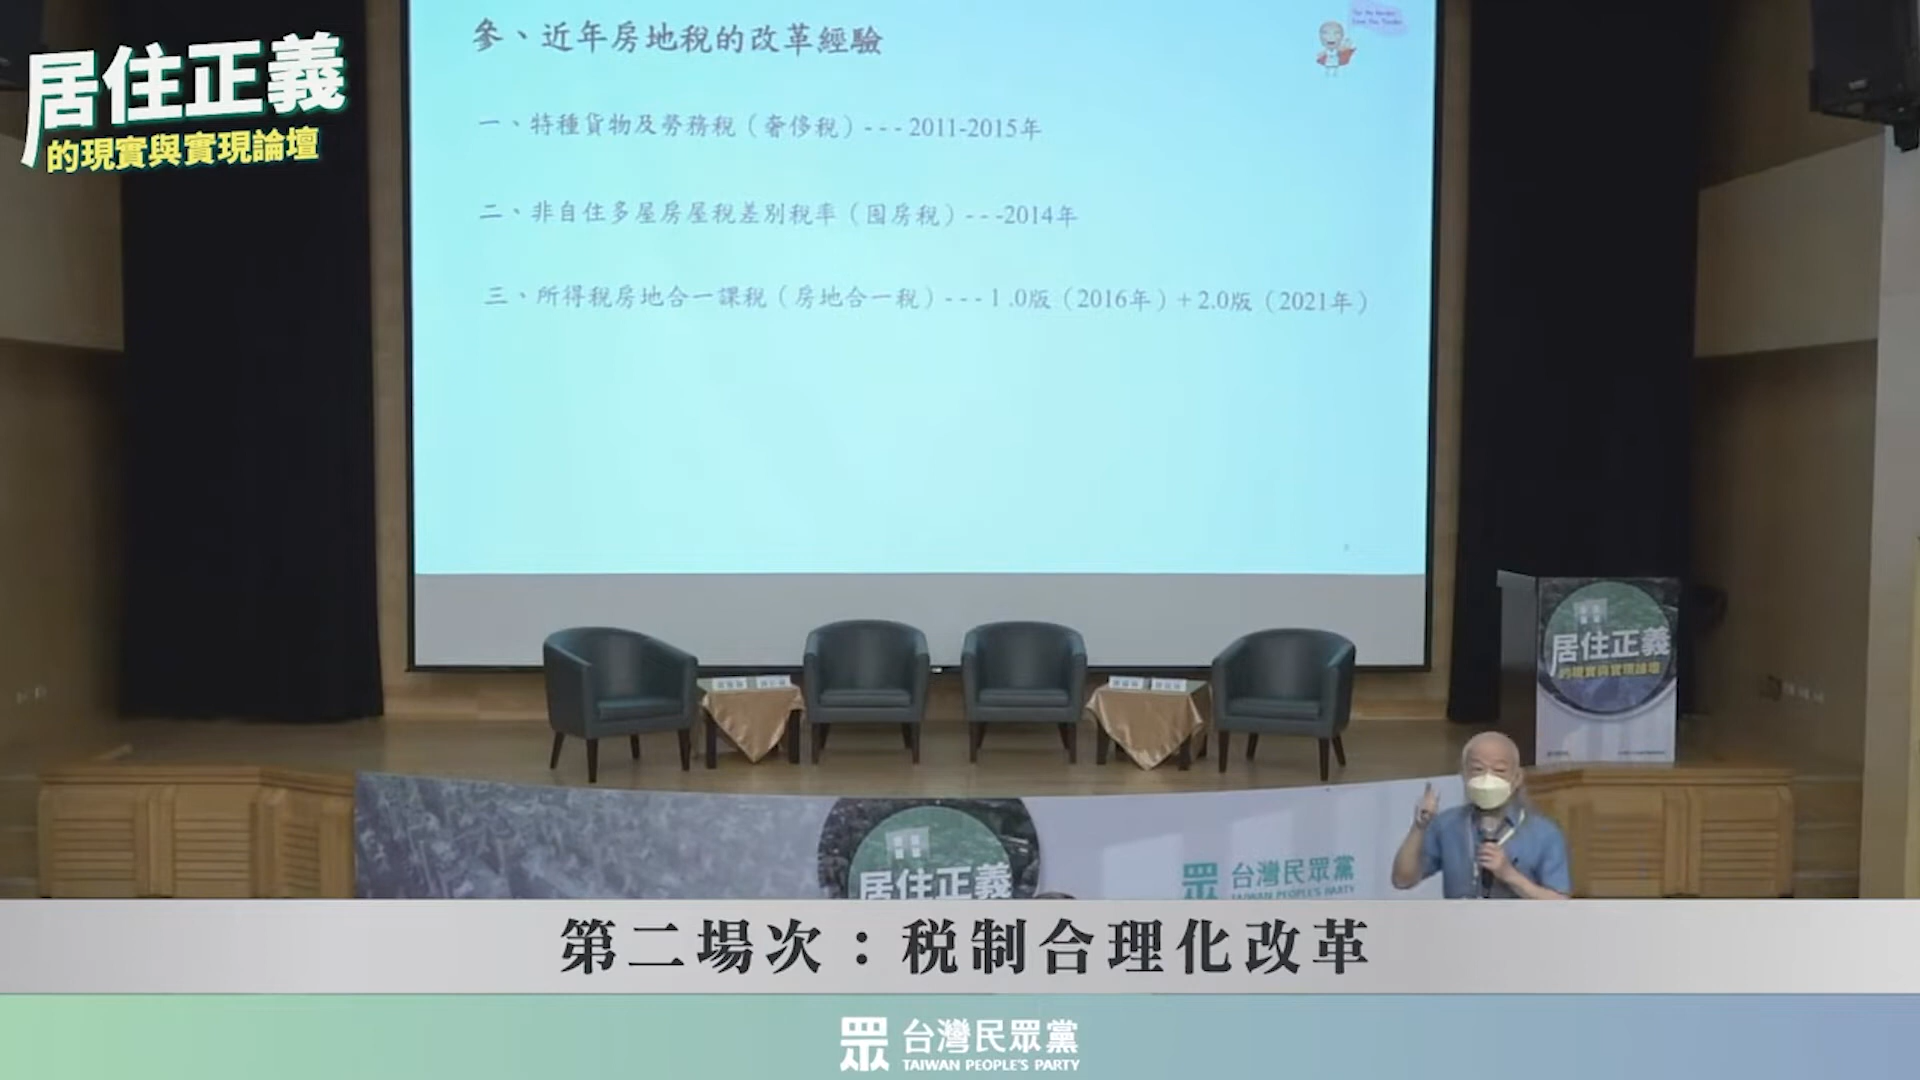 居住正義
的現實與實現論壇
參、近年房地稅的改革經驗
一、特種貨物及勞務稅（奢侈稅）- - - 2011-2015年
二、非自住多屋房屋稅差別稅率（囤房稅）- - -2014年
三、所得稅房地合一課稅（房地合一稅）- - - 1 .0版（2016年）+ 2.0版（2021年）
居住正義
的現實與實現論壇
居住正義
眾 台灣民眾黨
TAIWAN PEOPLE'S PARTY
第二場次：稅制合理化改革
眾 台灣民眾黨
TAIWAN PEOPLE'S PARTY